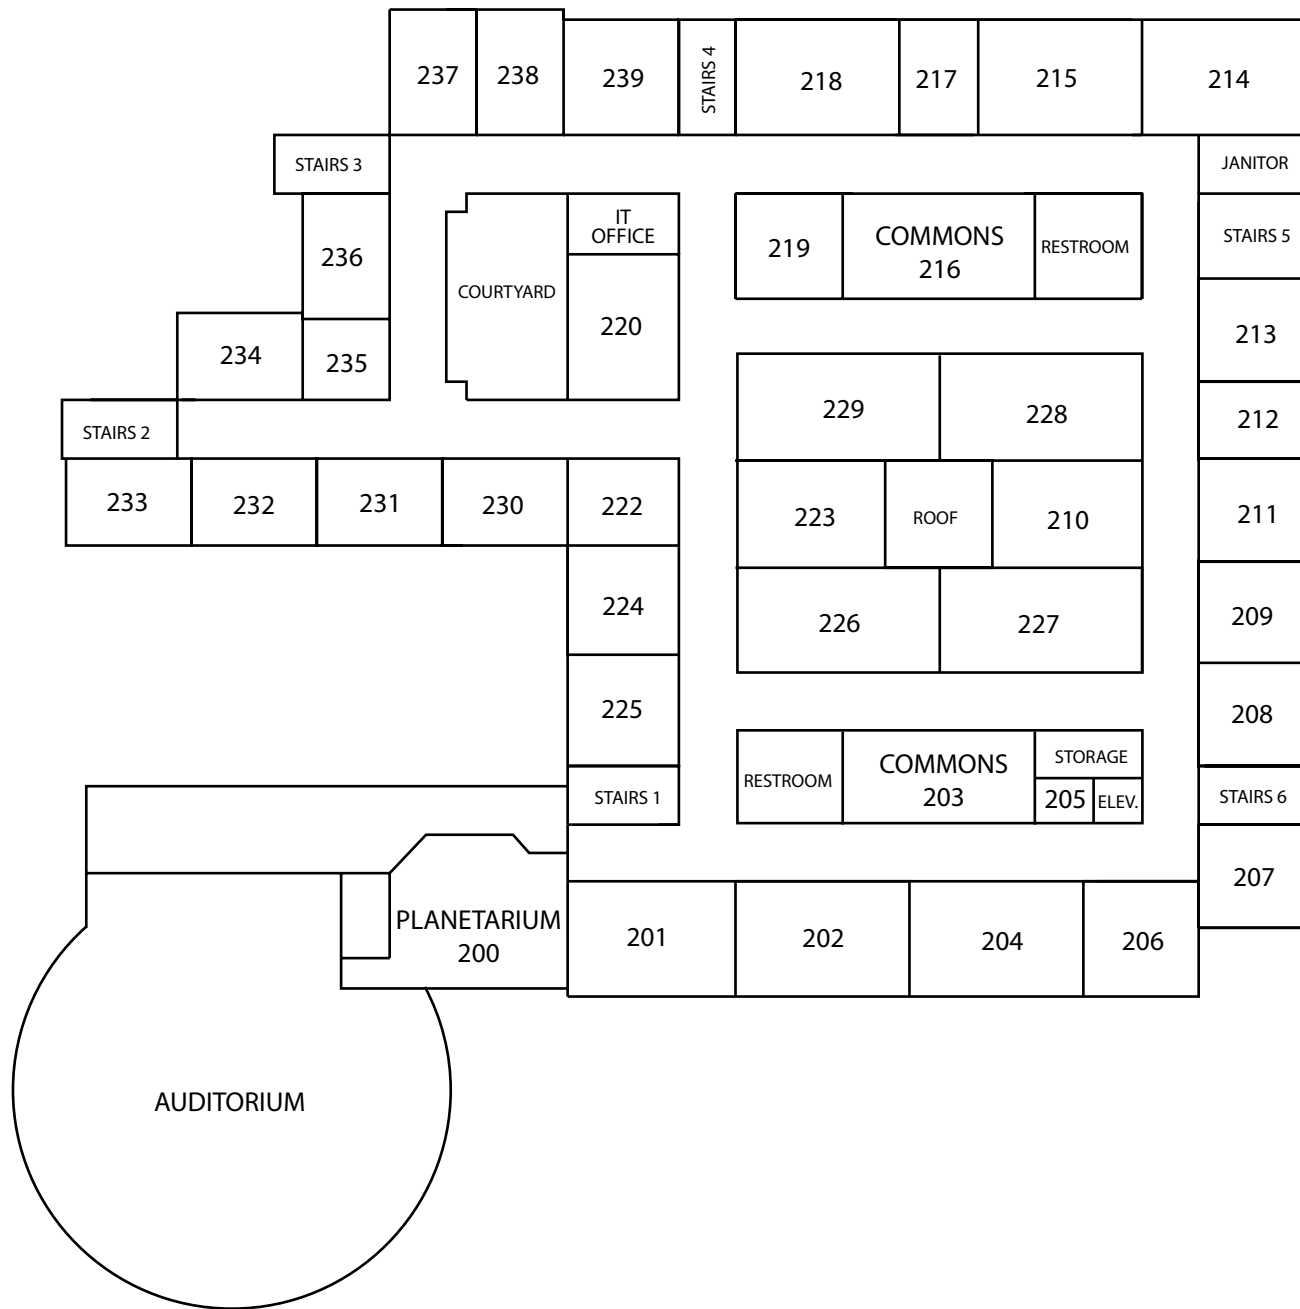 237
238
239
STAIRS 4
218
217
215
214
STAIRS 3
JANITOR
236
COURTYARD
IT
OFFICE
220
219
COMMONS
216
RESTROOM
STAIRS 5
213
234
235
229
228
212
STAIRS 2
233
232
231
230
222
223
ROOF
210
211
224
226
227
209
225
208
STAIRS 1
RESTROOM
COMMONS
203
STORAGE
205
ELEV.
STAIRS 6
207
PLANETARIUM
200
201
202
204
206
AUDITORIUM